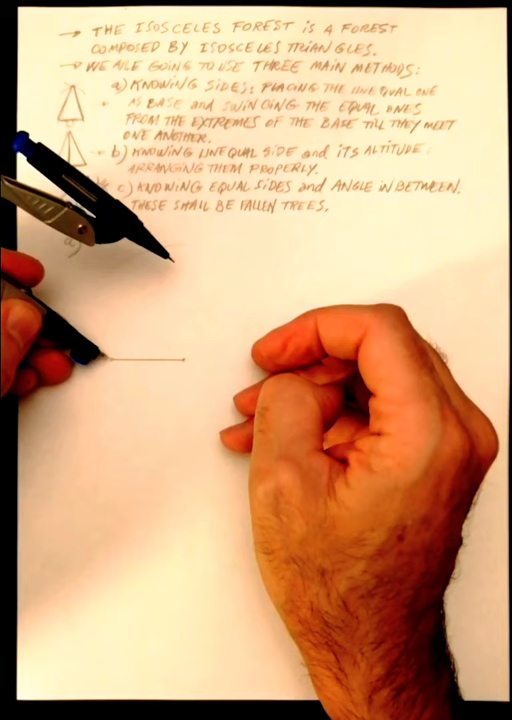 → THE ISOSCELES FOREST IS A FOREST
COMPOSED BY ISOSCELES TRIANGLES.
→ WE ARE GOING TO USE THREE MAIN METHODS:
a) KNOWING SIDES: PLACING THE UNEQUAL ONE
AS BASE and SWINGING THE EQUAL ONES
FROM THE EXTREMES OF THE BASE TILL THEY MEET
ONE ANOTHER.
b) KNOWING UNEQUAL SIDE and ITS ALTITUDE:
ARRANGING THEM PROPERLY.
c) KNOWING EQUAL SIDES and ANGLE IN BETWEEN.
THESE SHALL BE FALLEN TREES.
a)